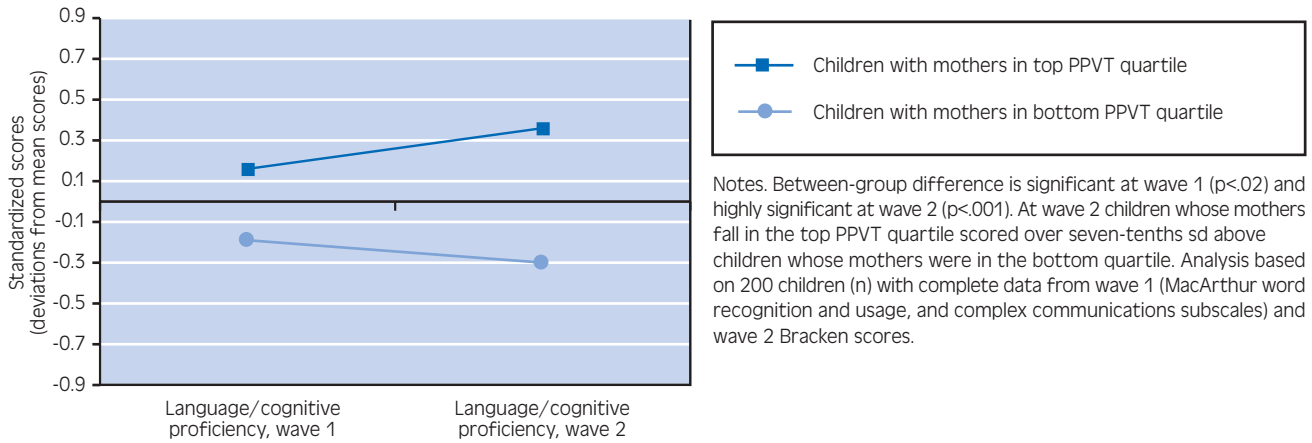 0.9
0.7
0.5
0.3
0.1
-0.1
-0.3
-0.5
-0.7
-0.9
Standardized scores
(deviations from mean scores)
Language/cognitive
proficiency, wave 1
Language/cognitive
proficiency, wave 2
Children with mothers in top PPVT quartile
Children with mothers in bottom PPVT quartile
Notes. Between-group difference is significant at wave 1 (p<.02) and
highly significant at wave 2 (p<.001). At wave 2 children whose mothers
fall in the top PPVT quartile scored over seven-tenths sd above
children whose mothers were in the bottom quartile. Analysis based
on 200 children (n) with complete data from wave 1 (MacArthur word
recognition and usage, and complex communications subscales) and
wave 2 Bracken scores.